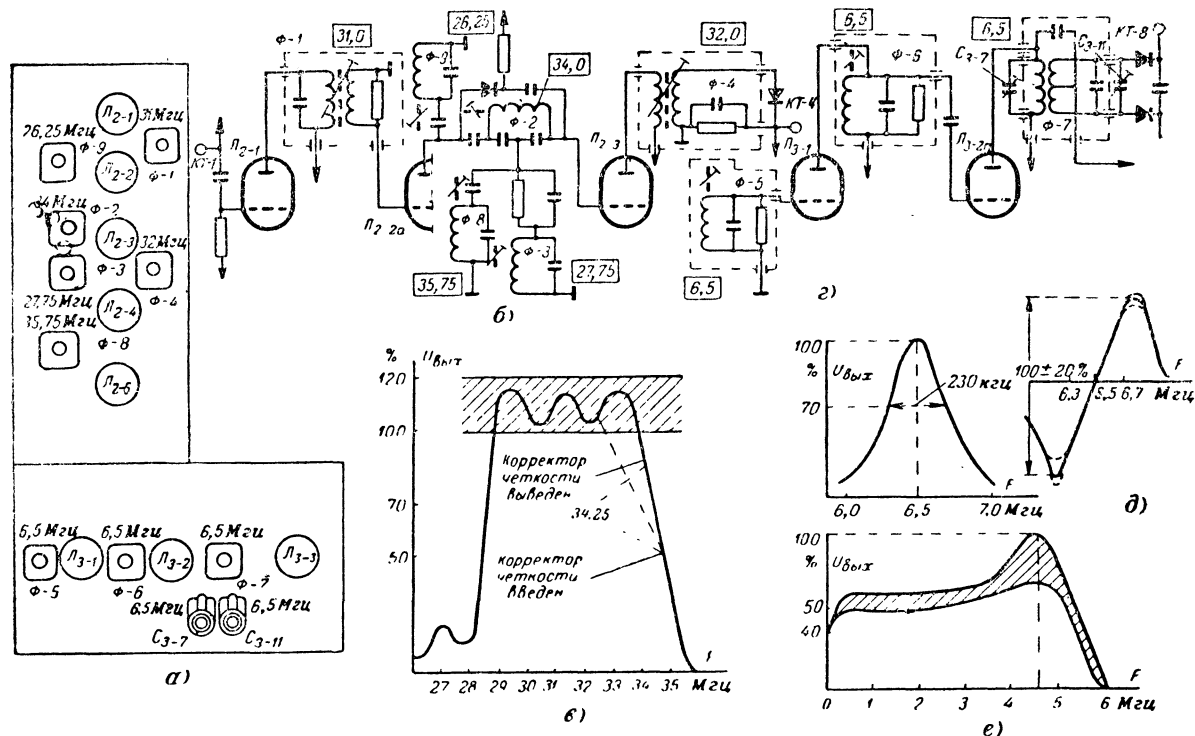 26,25 Мгц
Ф-9
Л2-1
31Мгц
Л2-2
Ф-1
34Мгц
Ф-2
Л2-3
32Мгц
Ф-3
Ф-4
27,75 Мгц
35,75 Мгц
Л2-4
Ф-8
Л2-5
6,5 Мгц
6,5 Мгц
6,5 Мгц
Л3-1
Л3-2
Л3-3
Ф-5
Ф-6
Ф-7
6,5 Мгц
6,5 Мгц
С3-7
С3-11
а)
Ф-1
31,0
26,25
Ф-9
34,0
Ф-2
32,0
Ф-4
КТ-4
6,5
Ф-6
6,5
С3-7
С3-11
КТ-8
Ф-7
КТ-1
Л2-1
Л2-2а
Л2-3
Л3-1
Л3-2а
Ф-8
Ф-3
Ф-5
35,75
27,75
6,5
б)
г)
%
Uвых
120
100
70
50
Корректор
четкости
выведен
34.25
корректор
четкости
введен
27 28 29 30 31 32 33 34 35 Мгц
в)
100
%
Uвых
70
230 кгц
F
6,0 6,5 7,0 Мгц
100 ± 20 %
6,3 6,5 6,7 Мгц
F
д)
100
%
Uвых
50
40
F
0 1 2 3 4 5 6 Мгц
е)